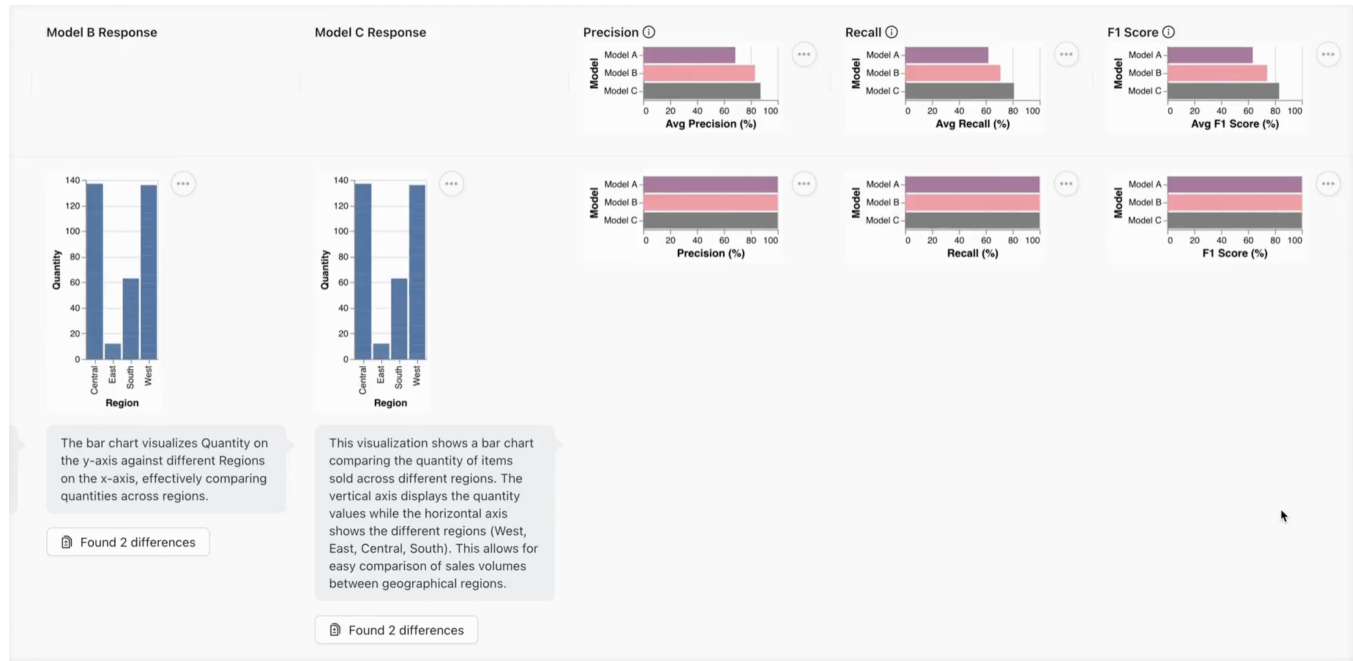 Model B Response
Model C Response
Precision
Recall
F1 Score
Model
Model A
Model B
Model C
0 20 40 60 80 100
Avg Precision (%)
Model
Model A
Model B
Model C
0 20 40 60 80 100
Avg Recall (%)
Model
Model A
Model B
Model C
0 20 40 60 80 100
Avg F1 Score (%)
Quantity
140
120
100
80
60
40
20
0
Central East South West
Region
Quantity
140
120
100
80
60
40
20
0
Central East South West
Region
Model
Model A
Model B
Model C
0 20 40 60 80 100
Precision (%)
Model
Model A
Model B
Model C
0 20 40 60 80 100
Recall (%)
Model
Model A
Model B
Model C
0 20 40 60 80 100
F1 Score (%)
The bar chart visualizes Quantity on
the y-axis against different Regions
on the x-axis, effectively comparing
quantities across regions.
Found 2 differences
This visualization shows a bar chart
comparing the quantity of items
sold across different regions. The
vertical axis displays the quantity
values while the horizontal axis
shows the different regions (West,
East, Central, South). This allows for
easy comparison of sales volumes
between geographical regions.
Found 2 differences